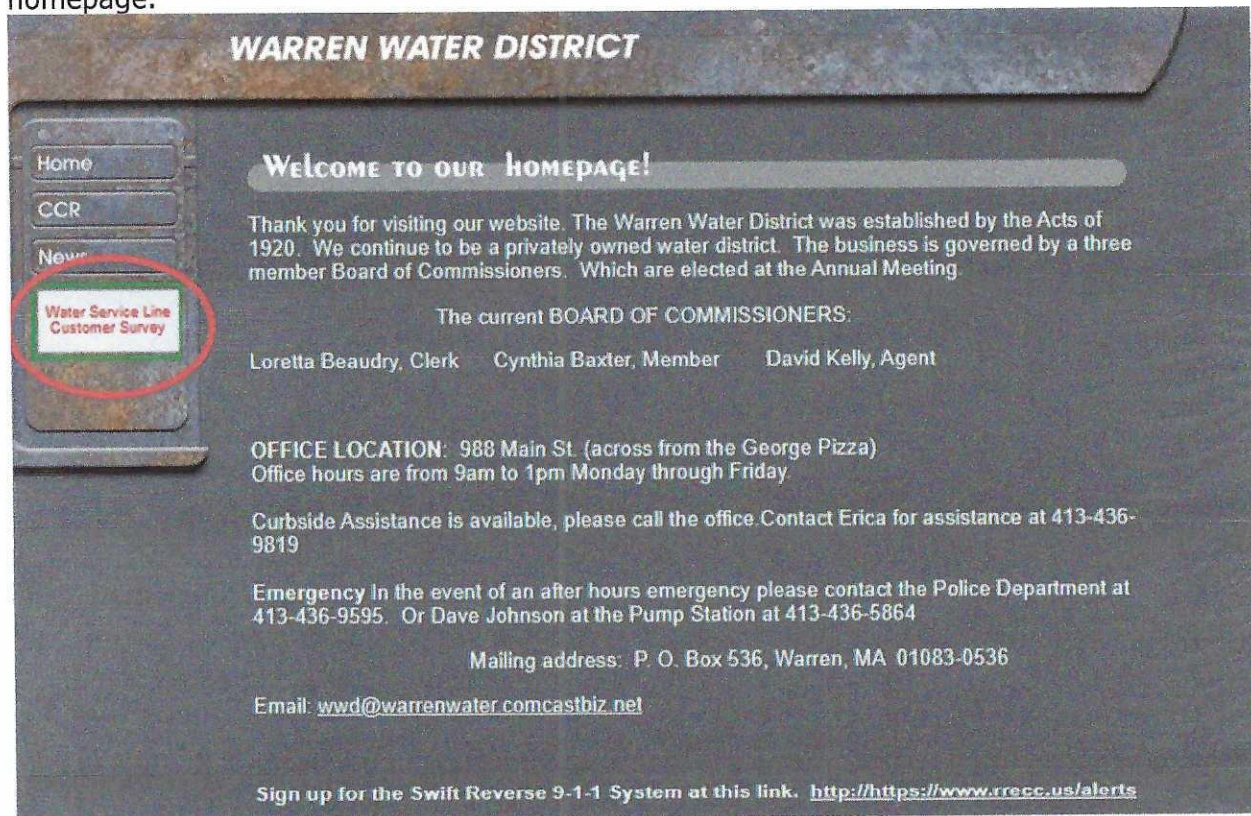 homepage.
WARREN WATER DISTRICT
Home
CCR
News
Water Service Line
Customer Survey
WELCOME TO OUR HOMEPAGE!
Thank you for visiting our website. The Warren Water District was established by the Acts of
1920. We continue to be a privately owned water district. The business is governed by a three
member Board of Commissioners. Which are elected at the Annual Meeting.
The current BOARD OF COMMISSIONERS:
Loretta Beaudry, Clerk Cynthia Baxter, Member David Kelly, Agent
OFFICE LOCATION: 988 Main St. (across from the George Pizza)
Office hours are from 9am to 1pm Monday through Friday.
Curbside Assistance is available, please call the office.Contact Erica for assistance at 413-436-
9819
Emergency In the event of an after hours emergency please contact the Police Department at
413-436-9595. Or Dave Johnson at the Pump Station at 413-436-5864
Mailing address: P. O. Box 536, Warren, MA 01083-0536
Email: wwd@warrenwater.comcastbiz.net
Sign up for the Swift Reverse 9-1-1 System at this link. http://https://www.rrecc.us/alerts